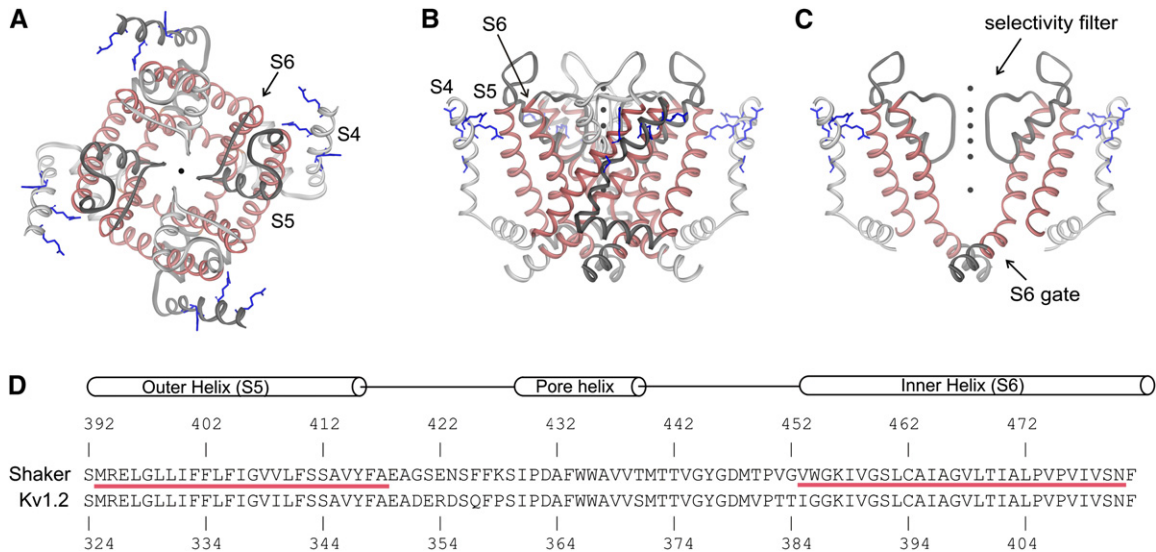 A
B
C
S6
S4
S5
S6
S4
S5
selectivity filter
S6 gate
D
Outer Helix (S5) Pore helix Inner Helix (S6)
392 402 412 422 432 442 452 462 472
Shaker SMRELGLLIFFLFIGVVLFSSAVYFAEAGSENSFFKSIPDAFWWAVVTMTTVGYGDMTPVGVWGKIVGSLCAIAGVLTIALPVPVIVSNF
Kv1.2 SMRELGLLIFFLFIGVILFSSAVYFAEADERDSQFPSIPDAFWWAVVSMTTVGYGDMVPTTIGGKIVGSLCAIAGVLTIALPVPVIVSNF
324 334 344 354 364 374 384 394 404